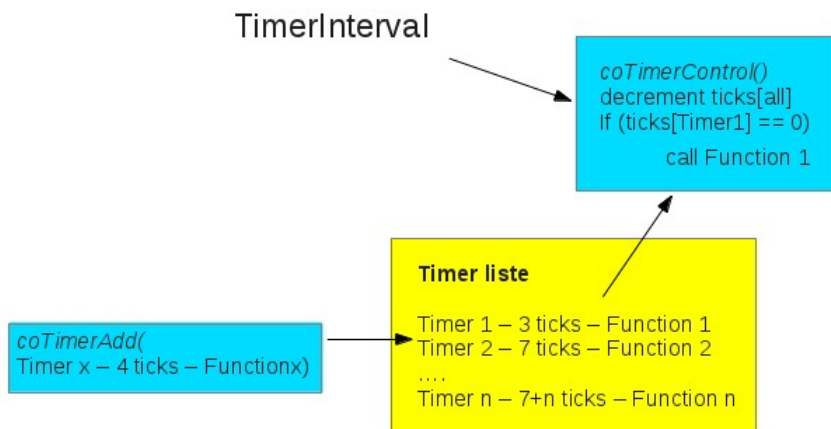 TimerInterval
coTimerControl()
decrement ticks[all]
If (ticks[Timer1] == 0)
call Function 1
Timer liste
Timer 1 – 3 ticks – Function 1
Timer 2 – 7 ticks – Function 2
....
Timer n – 7+n ticks – Function n
coTimerAdd(
Timer x – 4 ticks – Functionx)